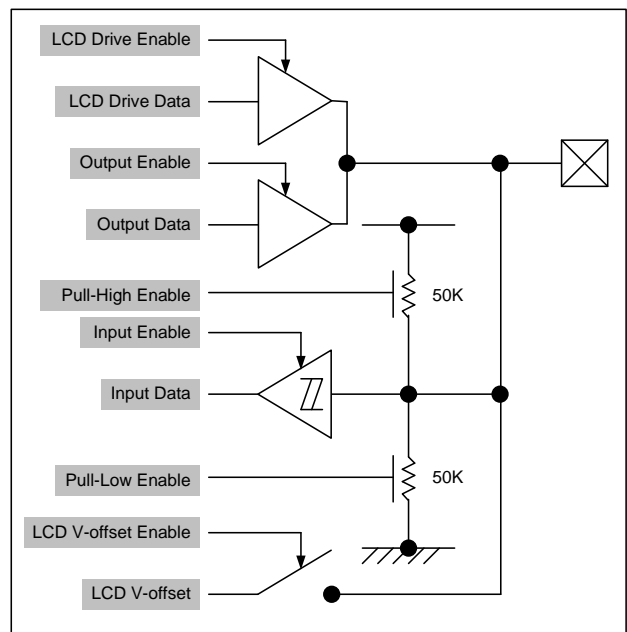 LCD Drive Enable
LCD Drive Data
Output Enable
Output Data
Pull-High Enable
50K
Input Enable
Input Data
Pull-Low Enable
50K
LCD V-offset Enable
LCD V-offset